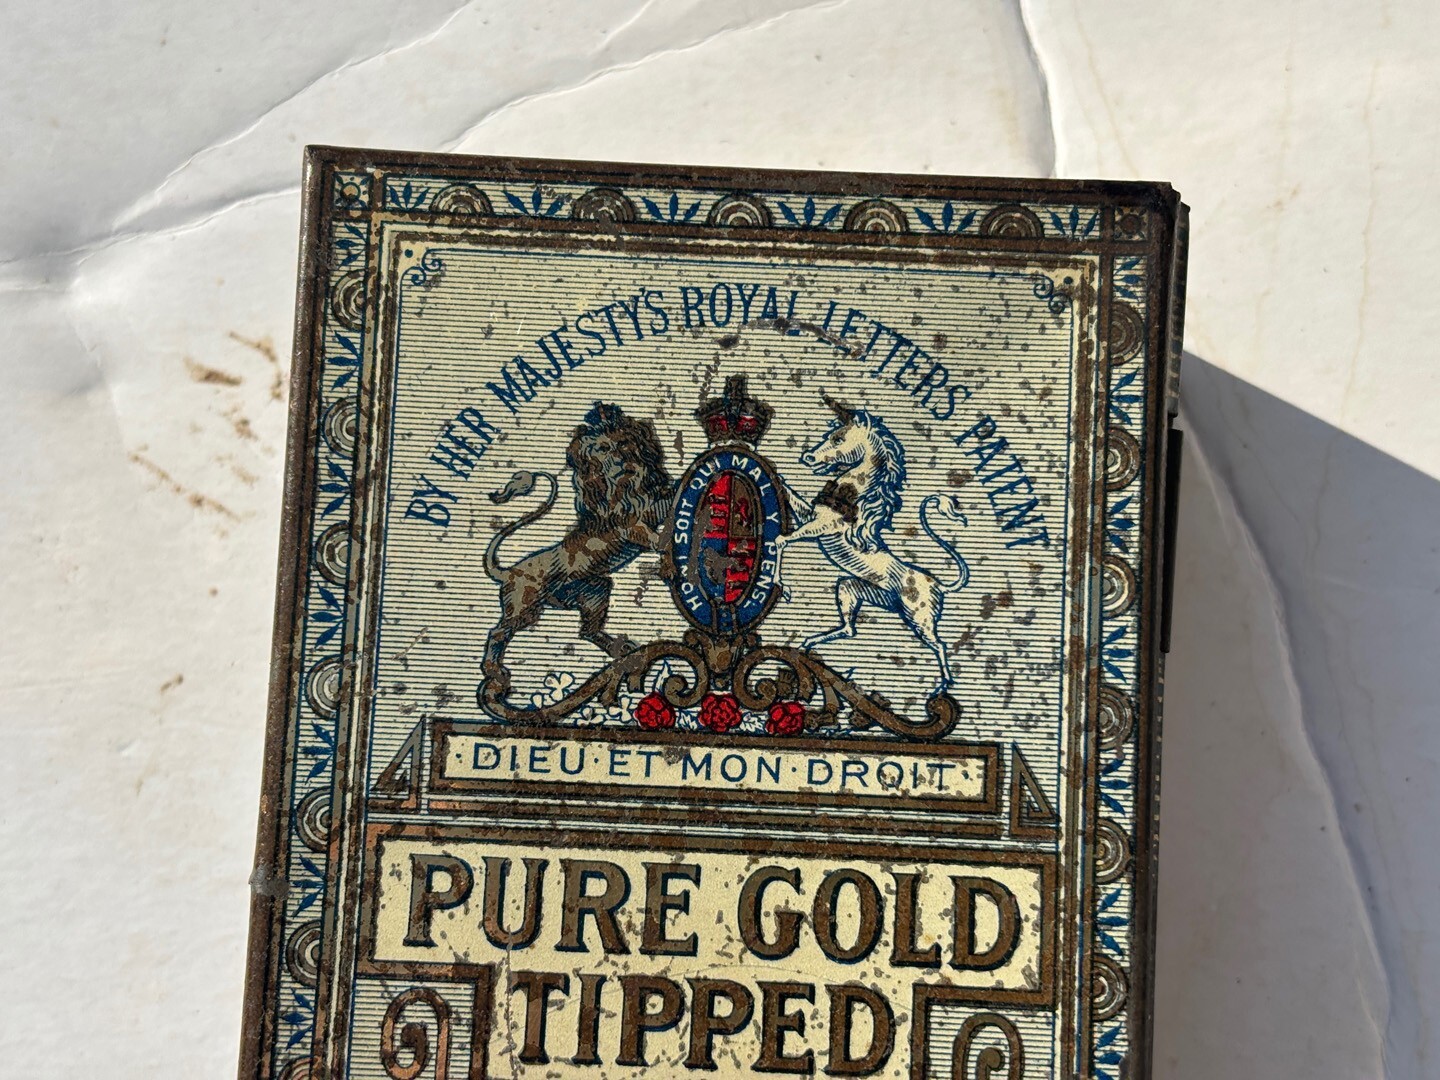 BY HER MAJESTY'S ROYAL LETTERS PATENT
HONI SOIT QUI MAL Y PENSE
DIEU·ET MON·DROIT·
PURE GOLD
TIPPED